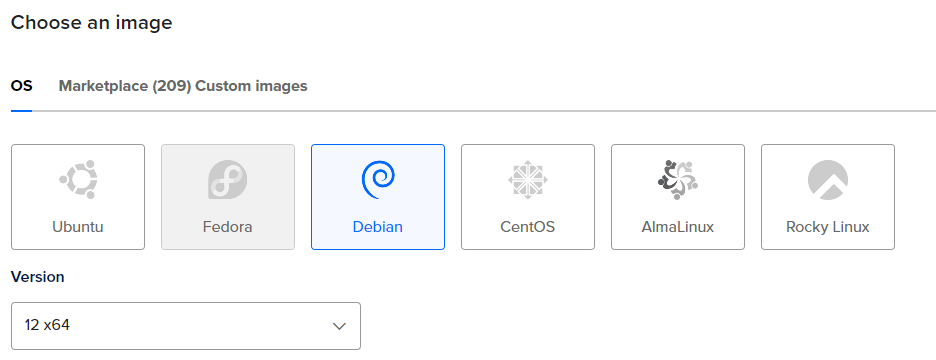 Choose an image
OS Marketplace (209) Custom images
Ubuntu Fedora Debian CentOS AlmaLinux Rocky Linux
Version
12 x64